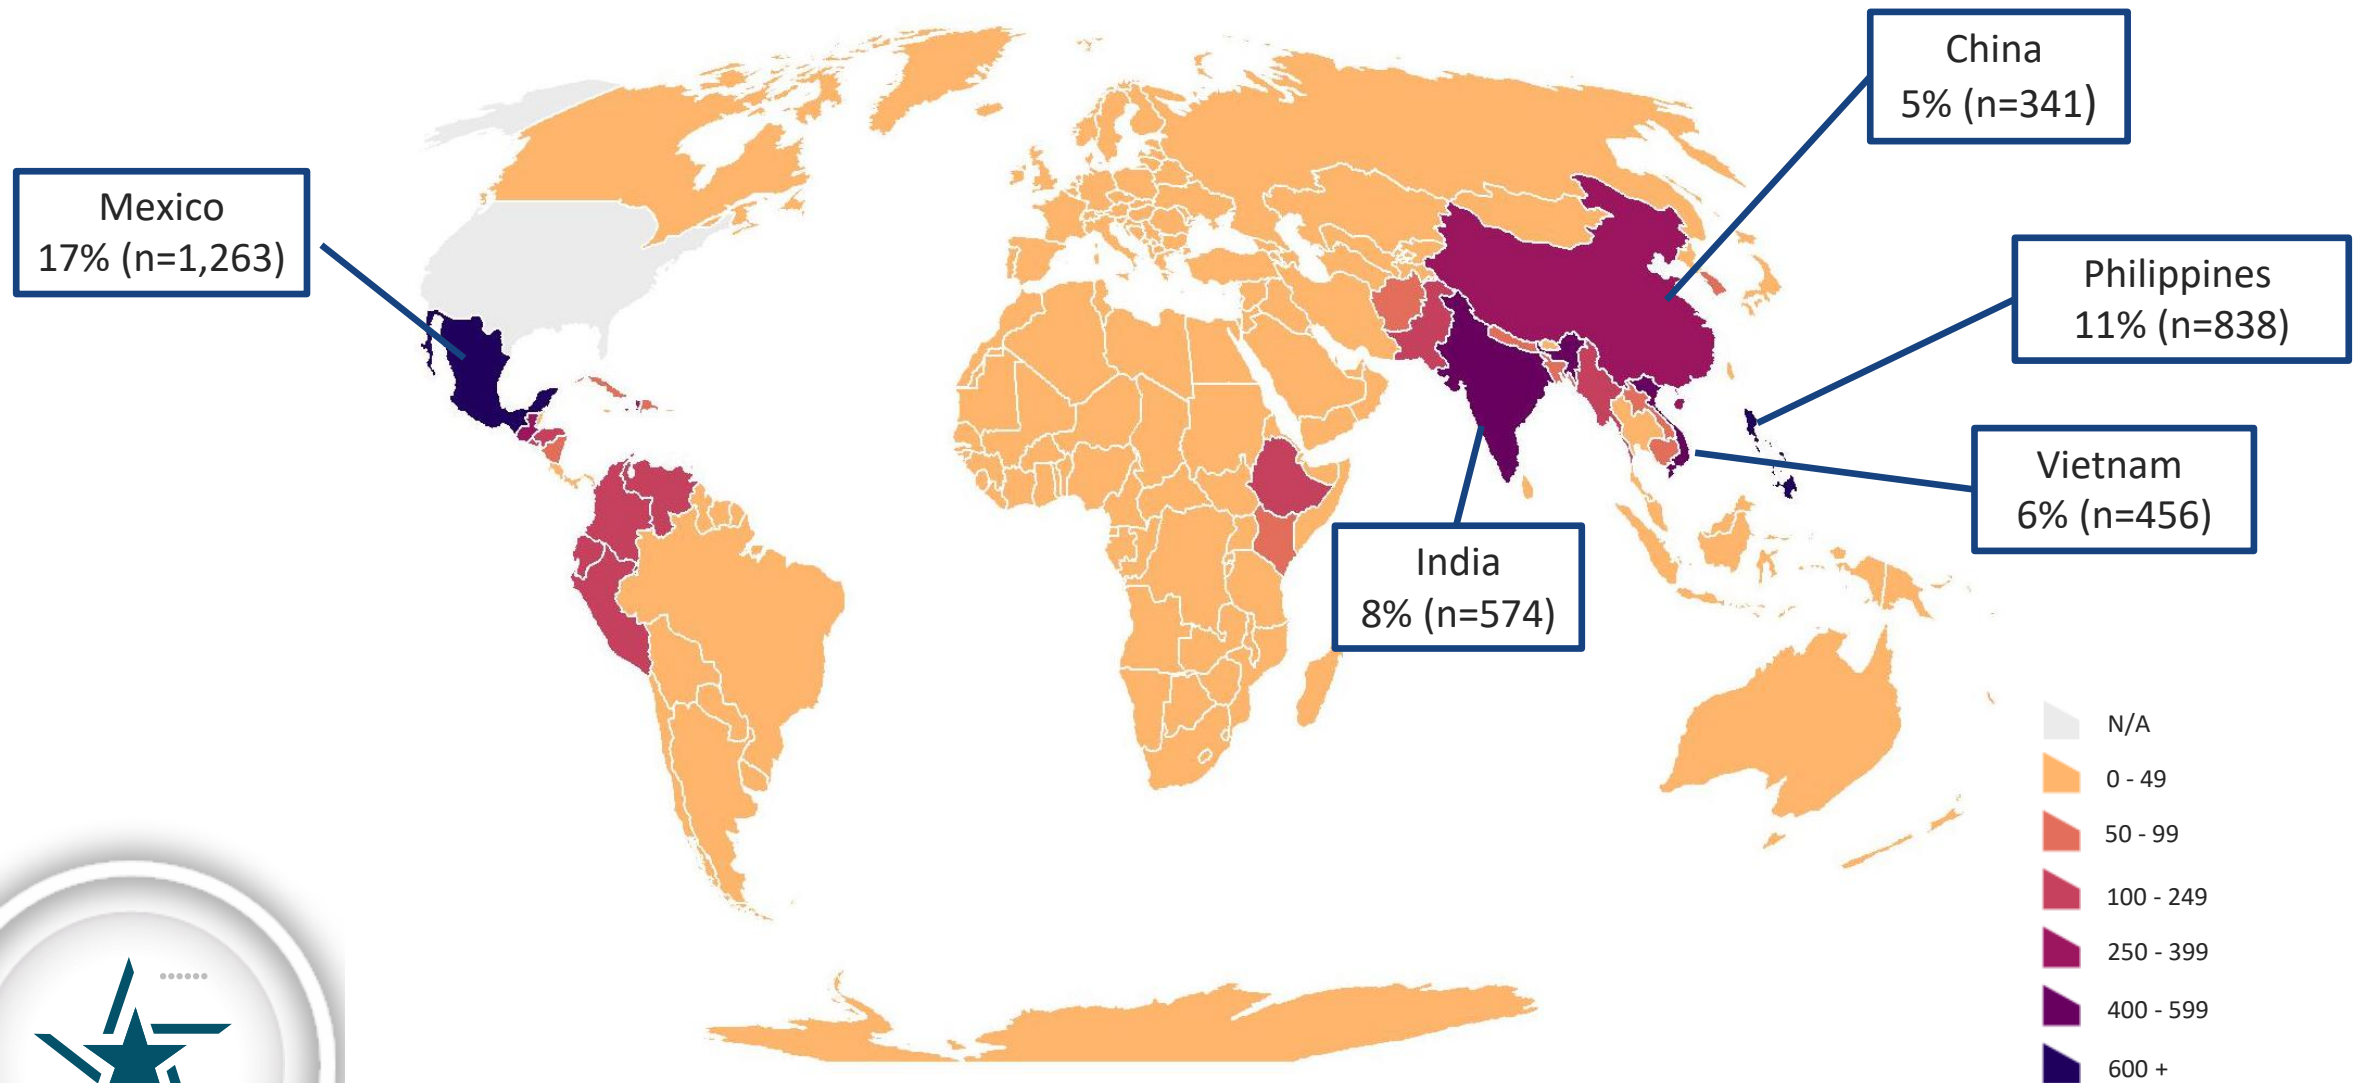 China
5% (n=341)
Mexico
17% (n=1,263)
Philippines
11% (n=838)
Vietnam
6% (n=456)
India
8% (n=574)
N/A
0 - 49
50 - 99
100 - 249
250 - 399
400 - 599
600 +